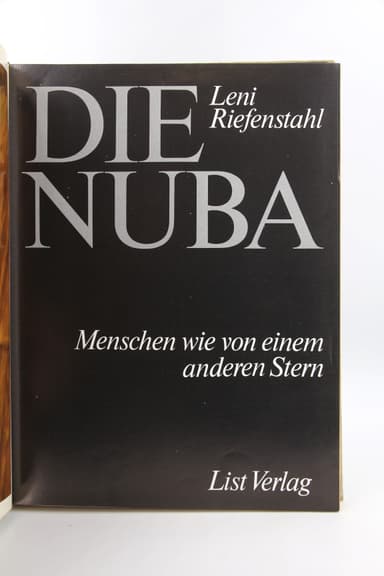 DIE
Leni
Riefenstahl
NUBA
Menschen wie von einem
anderen Stern
List Verlag